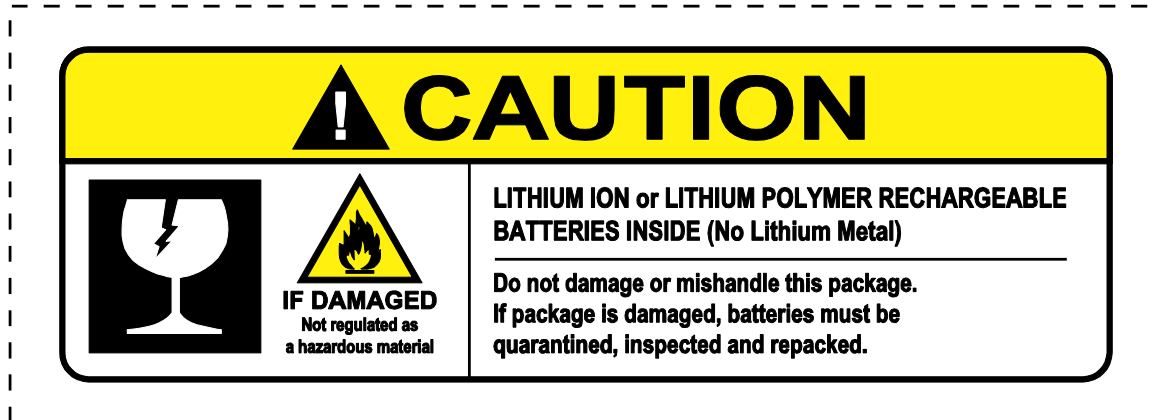 ! CAUTION
IF DAMAGED
Not regulated as
a hazardous material
LITHIUM ION or LITHIUM POLYMER RECHARGEABLE
BATTERIES INSIDE (No Lithium Metal)
Do not damage or mishandle this package.
If package is damaged, batteries must be
quarantined, inspected and repacked.